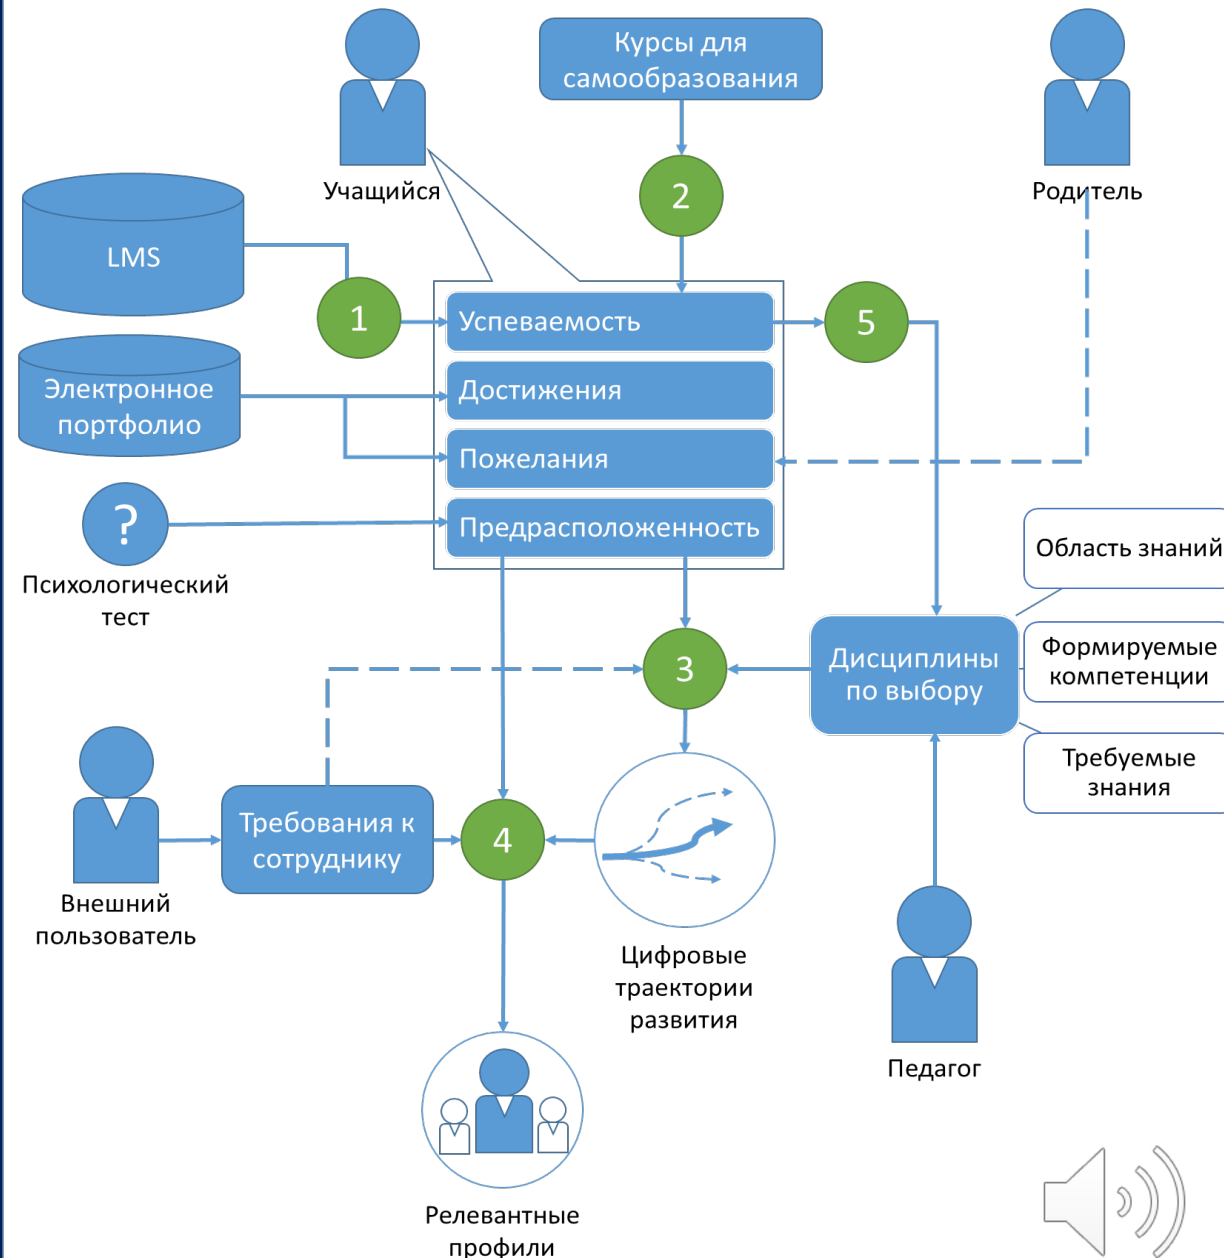 Курсы для
самообразования
Учащийся
Родитель
2
LMS
1
Успеваемость
5
Электронное
портфолио
Достижения
Пожелания
?
Предрасположенность
Психологический
тест
Область знаний
Формируемые
компетенции
Требуемые
знания
Дисциплины
по выбору
3
Требования к
сотруднику
4
Внешний
пользователь
Цифровые
траектории
развития
Педагог
Релевантные
профили